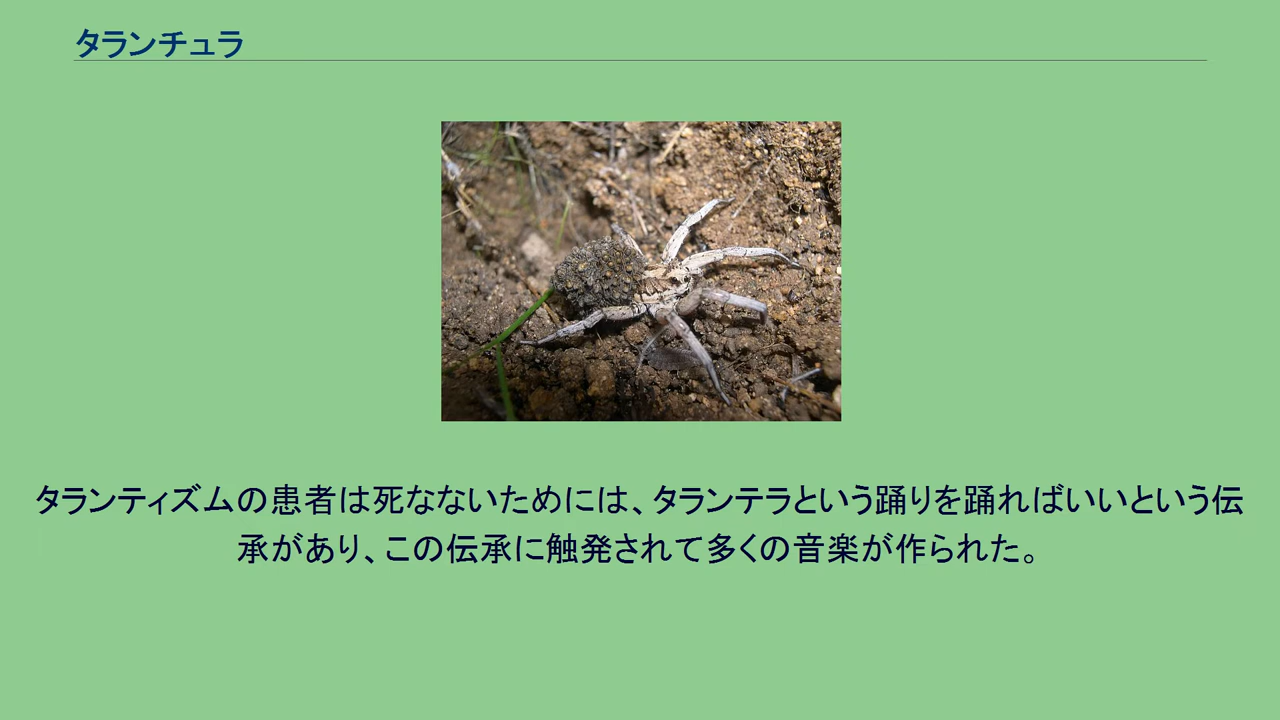 タランチュラ
タランティズムの患者は死なないためには、タランテラという踊りを踊ればいいという伝
承があり、この伝承に触発されて多くの音楽が作られた。